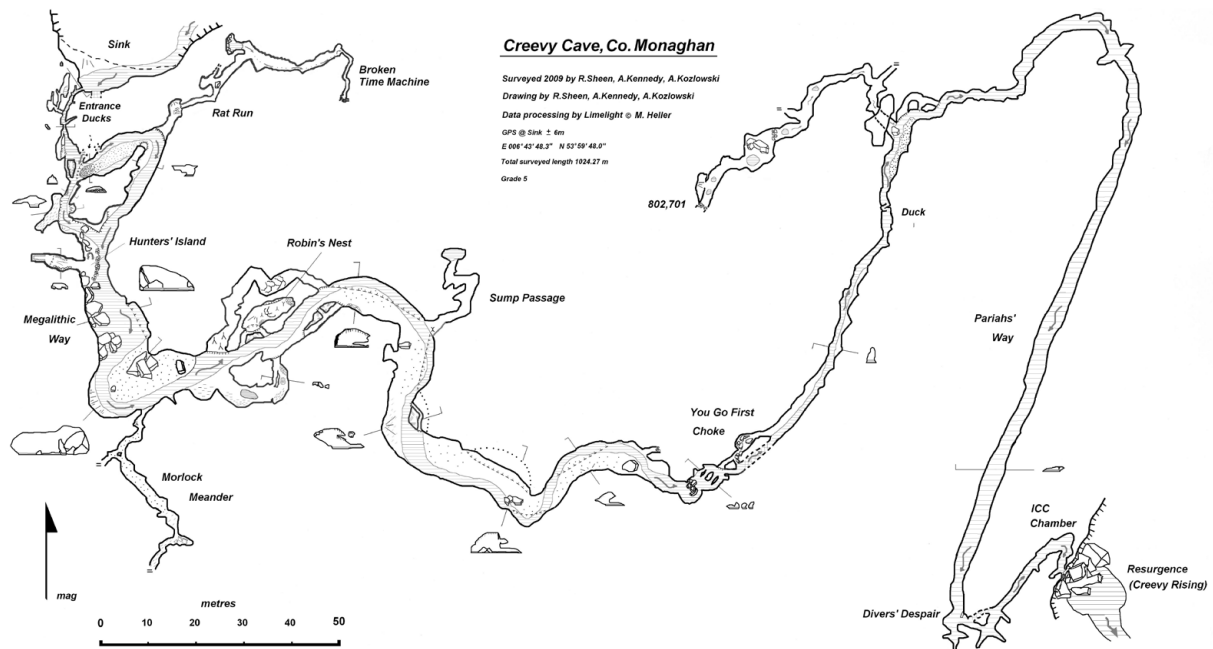 Creevy Cave, Co. Monaghan
Surveyed 2009 by R.Sheen, A.Kennedy, A.Kozlowski
Drawing by R.Sheen, A.Kennedy, A.Kozlowski
Data processing by Limelight © M. Heller
GPS @ Sink ± 6m
E 006° 43' 48.3" N 53° 59' 48.0"
Total surveyed length 1024.27 m
Grade 5
Sink
Broken
Time Machine
Entrance
Ducks
Rat Run
802,701
Duck
Hunters' Island
Robin's Nest
Sump Passage
Megalithic
Way
Pariahs'
Way
You Go First
Choke
Morlock
Meander
ICC
Chamber
Resurgence
(Creevy Rising)
Divers' Despair
mag
metres
0 10 20 30 40 50